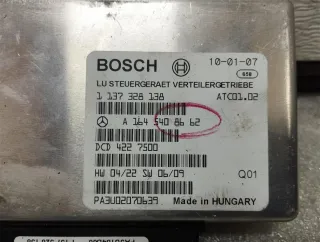 BOSCH 10-01-07
LU STEUERGERAET VERTEILERGETRIEBE
1 137 328 138 ATC01.02
A 164 540 86 62
DCD 422 7500
HW 04/22 SW 06/09 Q01
PA3U02070639 Made in HUNGARY